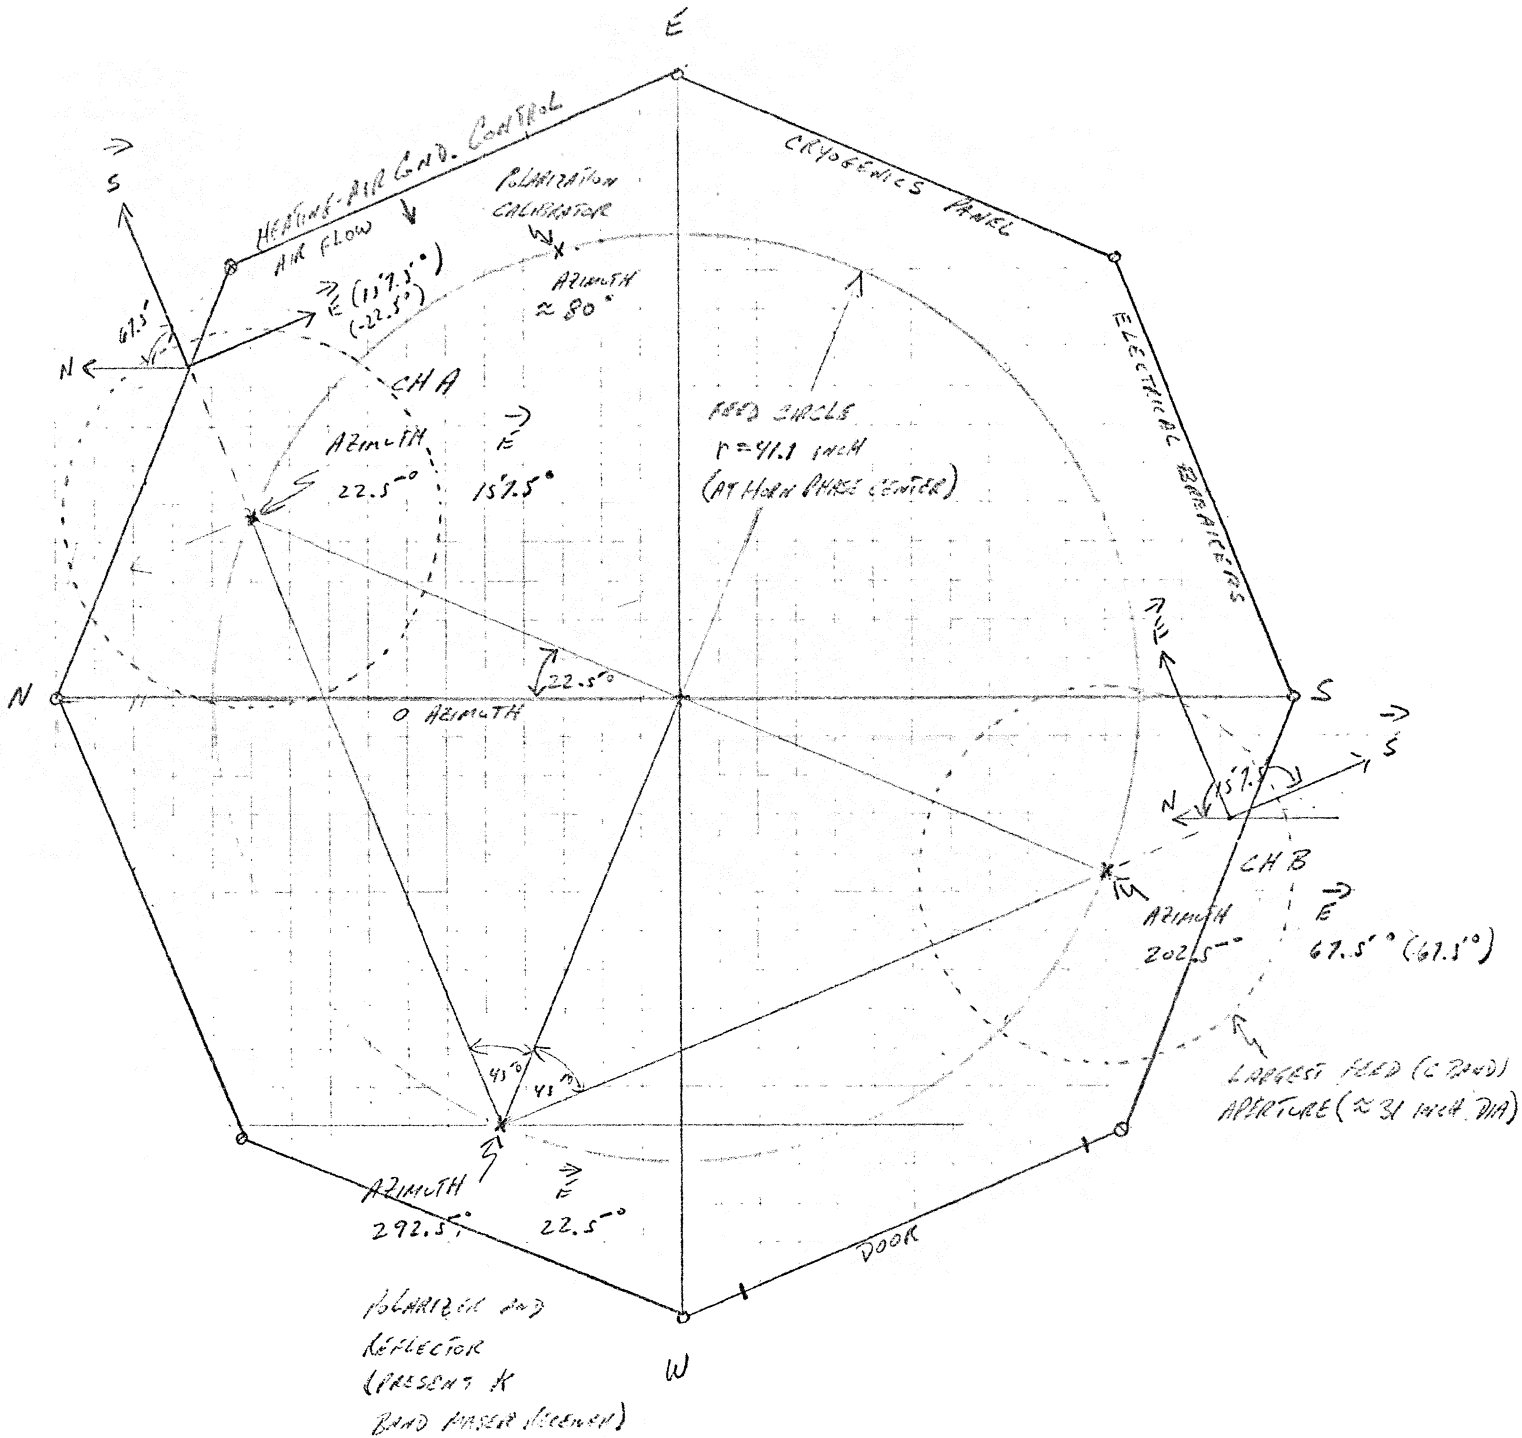 E
HEATING-AIR CND. CONTROL
AIR FLOW
CRYOGENICS PANEL
ELECTRICAL BREAKERS
POLARIZATION
CALIBRATOR
AZIMUTH
≈ 80°
S
67.5°
N
E (157.5°)
(-22.5°)
CH A
AZIMUTH E
22.5° 157.5°
FEED CIRCLE
r = 41.1 INCH
(AT HORN PHASE CENTER)
N
22.5°
0 AZIMUTH
S
E
S
157.5
N
CH B
AZIMUTH E
202.5° 67.5° (67.5°)
LARGEST FEED (C BAND)
APERTURE (≈ 31 INCH DIA)
45° 45°
AZIMUTH E
292.5° 22.5°
DOOR
POLARIZER AND
REFLECTOR
(PRESENT K
BAND MASER RECEIVER)
W